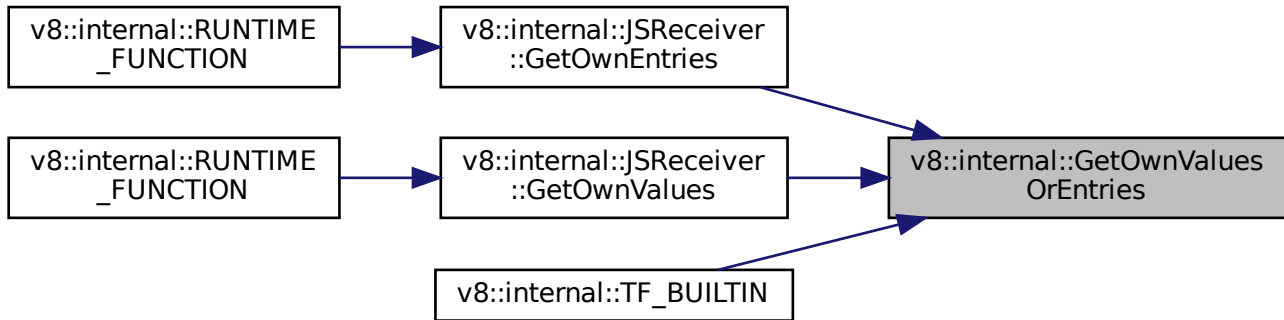 v8::internal::RUNTIME
_FUNCTION
v8::internal::JSReceiver
::GetOwnEntries
v8::internal::RUNTIME
_FUNCTION
v8::internal::JSReceiver
::GetOwnValues
v8::internal::GetOwnValues
OrEntries
v8::internal::TF_BUILTIN